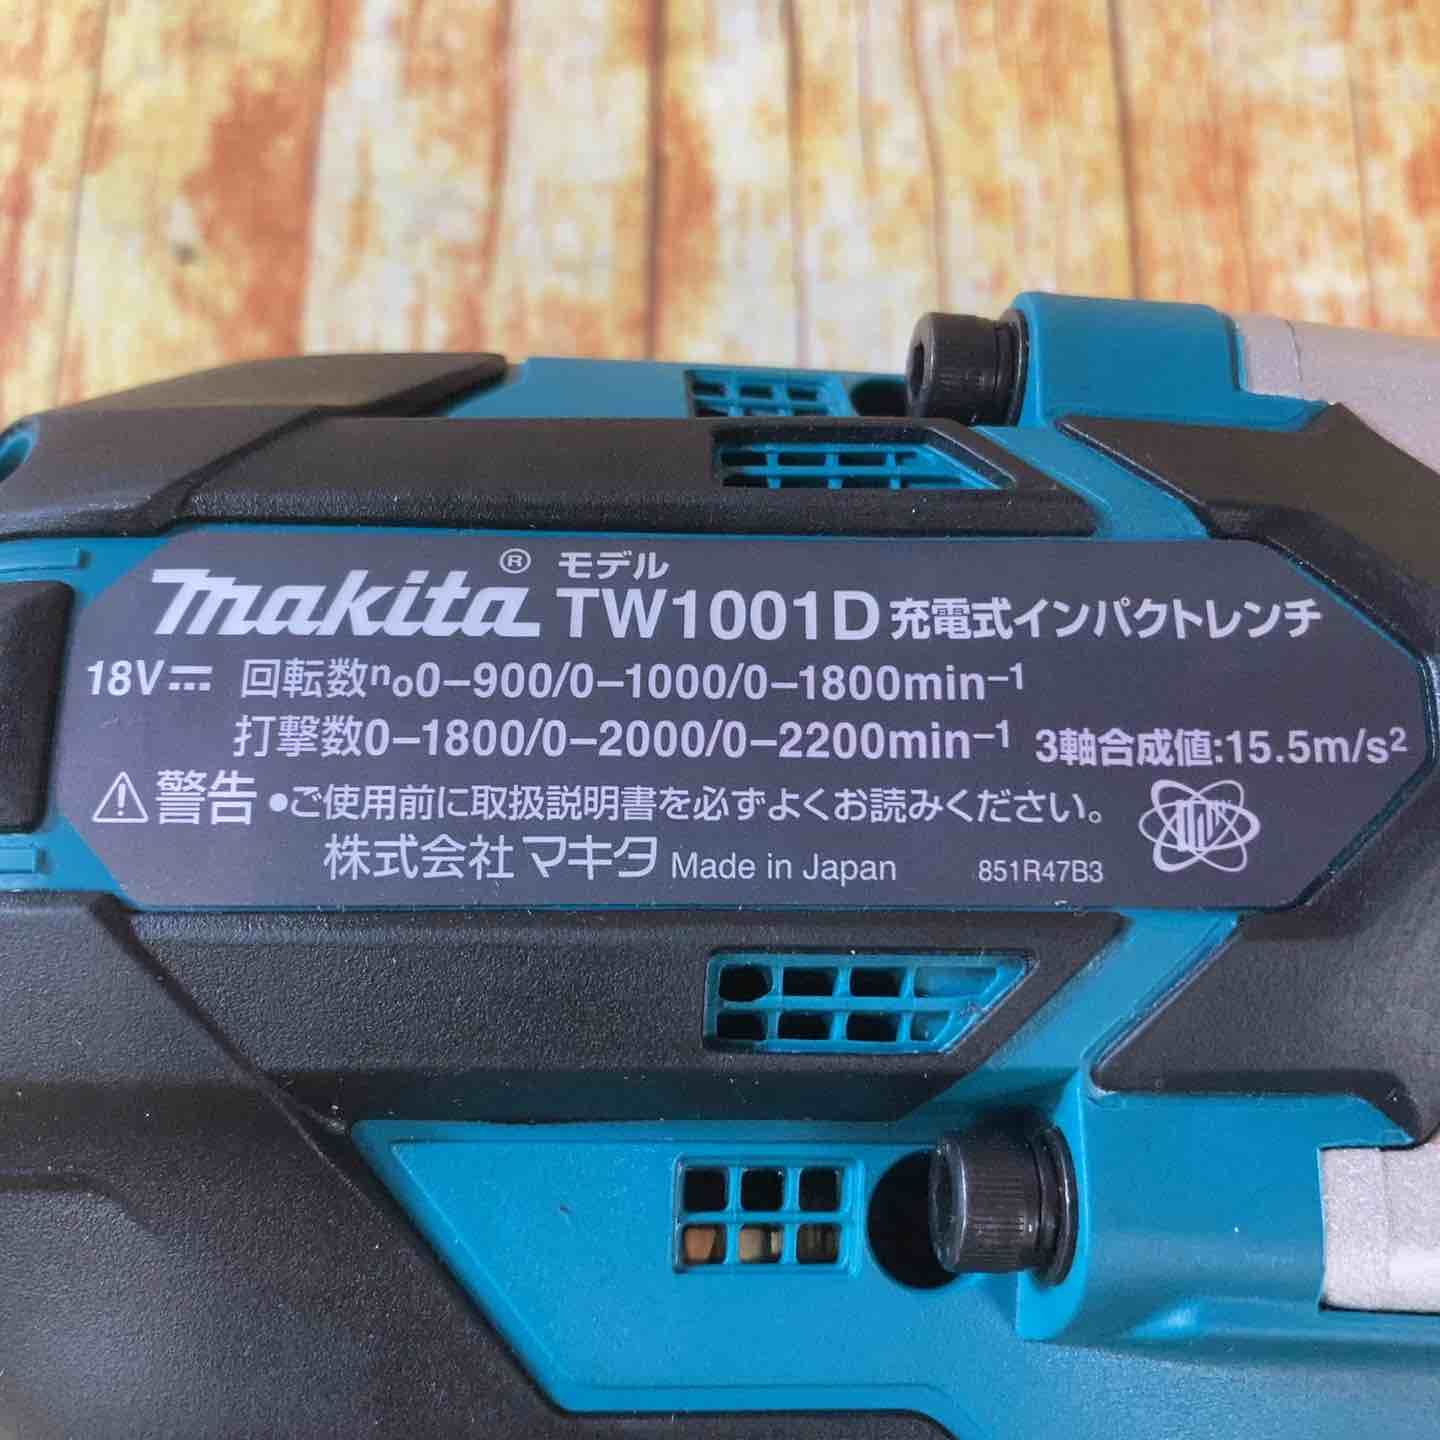 makita® モデル TW1001D 充電式インパクトレンチ
18V⎓ 回転数no0–900/0–1000/0–1800min–1
打撃数0–1800/0–2000/0–2200min–1 3軸合成値:15.5m/s2
⚠警告 •ご使用前に取扱説明書を必ずよくお読みください。
株式会社マキタ Made in Japan 851R47B3